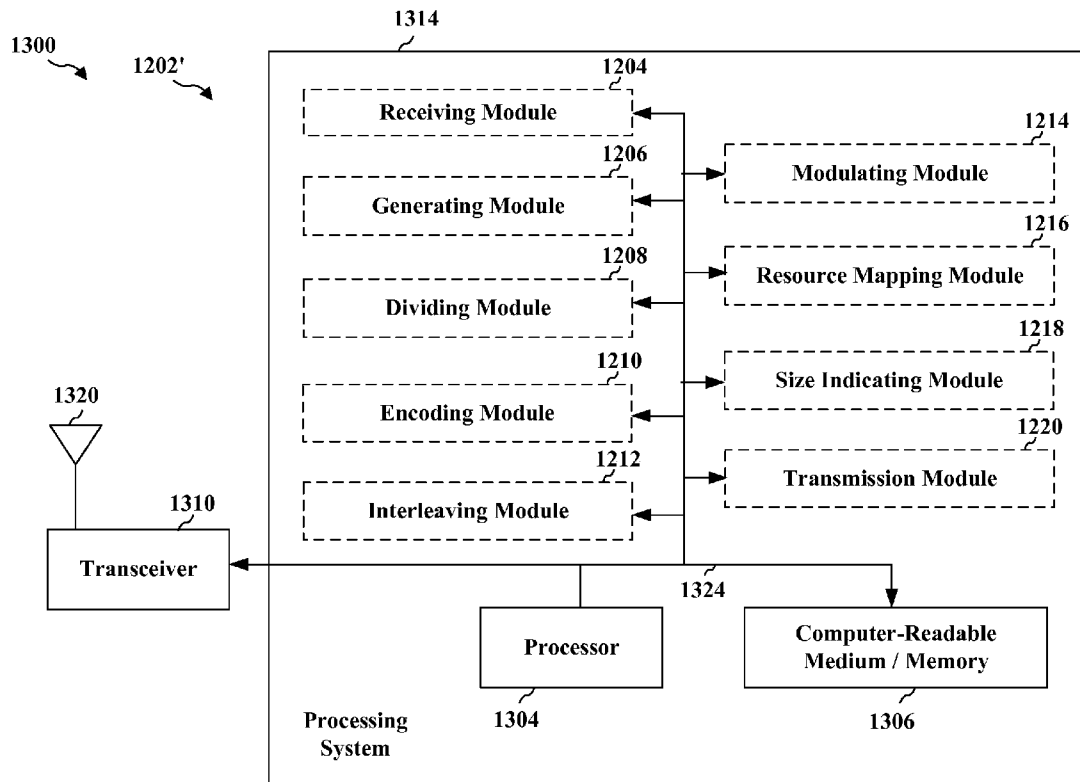 1300
1202'
1314
1204
Receiving Module
1214
Modulating Module
1206
Generating Module
1216
Resource Mapping Module
1208
Dividing Module
1218
Size Indicating Module
1210
Encoding Module
1220
Transmission Module
1212
Interleaving Module
1320
1310
Transceiver
1324
Processor
1304
Computer-Readable
Medium / Memory
1306
Processing
System